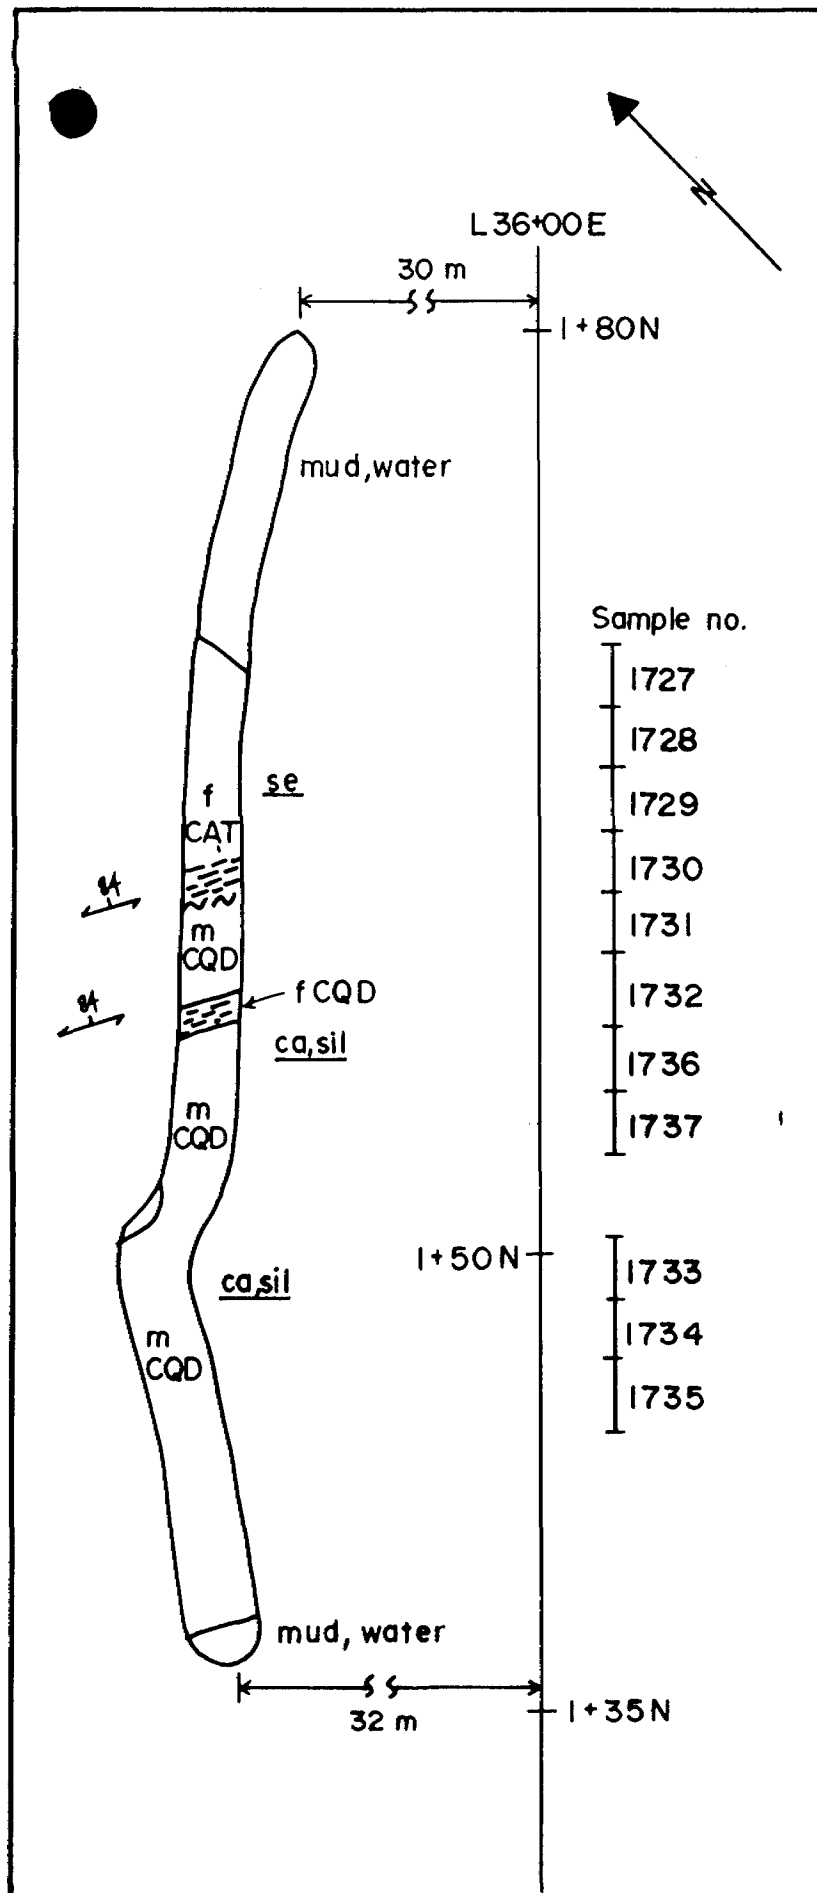 N
L36+00E
30 m
1+80N
mud, water
Sample no.
1727
1728
se
1729
f
CAT
1730
84
1731
m
CQD
f CQD
1732
84
ca,sil
1736
m
CQD
1737
1+50N
1733
ca,sil
1734
m
CQD
1735
mud, water
32 m
1+35N